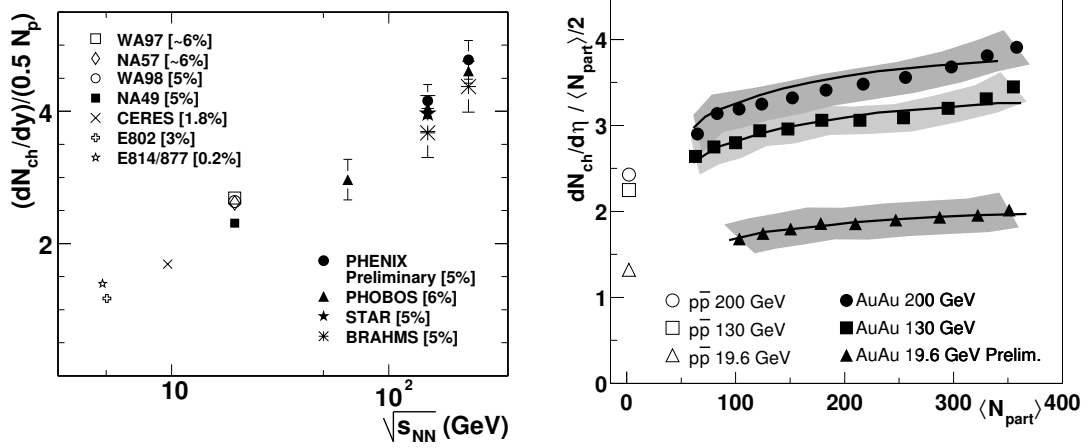 (dN_ch/dy)/(0.5 N_p)
WA97 [~6%]
NA57 [~6%]
WA98 [5%]
NA49 [5%]
CERES [1.8%]
E802 [3%]
E814/877 [0.2%]
4
2
PHENIX
Preliminary [5%]
PHOBOS [6%]
STAR [5%]
BRAHMS [5%]
10
10^2
√s_NN (GeV)
dN_ch/dη / ⟨N_part⟩/2
4
3
2
1
0
pp̅ 200 GeV
pp̅ 130 GeV
pp̅ 19.6 GeV
AuAu 200 GeV
AuAu 130 GeV
AuAu 19.6 GeV Prelim.
0
100
200
300
400
⟨N_part⟩